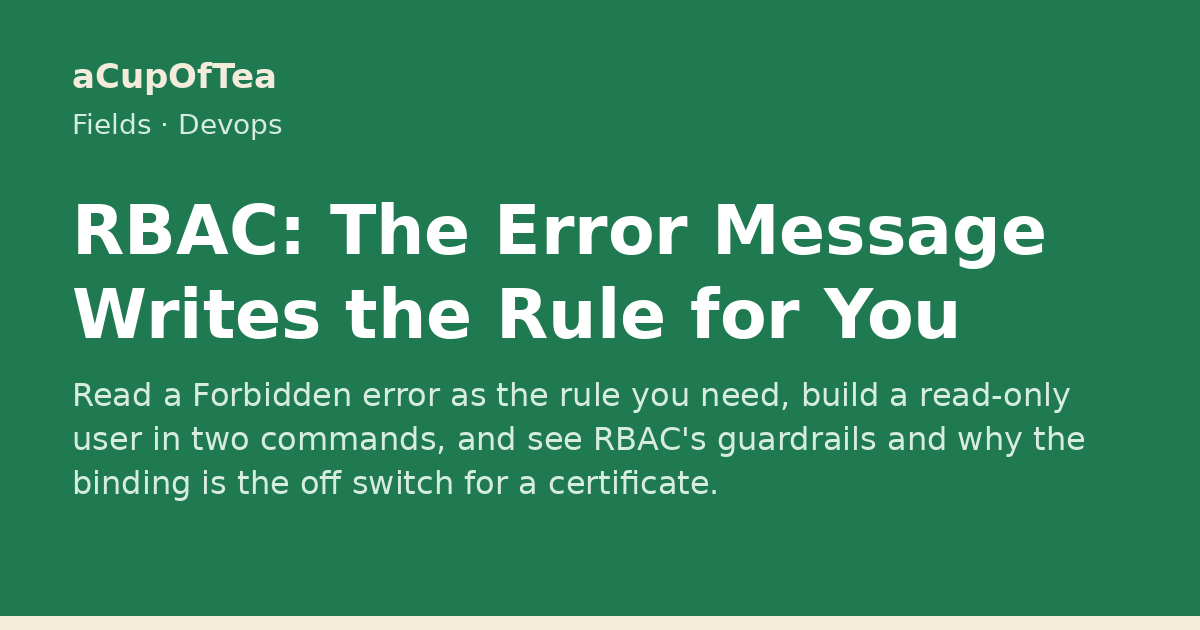 aCupOfTea
Fields · Devops
RBAC: The Error Message
Writes the Rule for You
Read a Forbidden error as the rule you need, build a read-only
user in two commands, and see RBAC's guardrails and why the
binding is the off switch for a certificate.